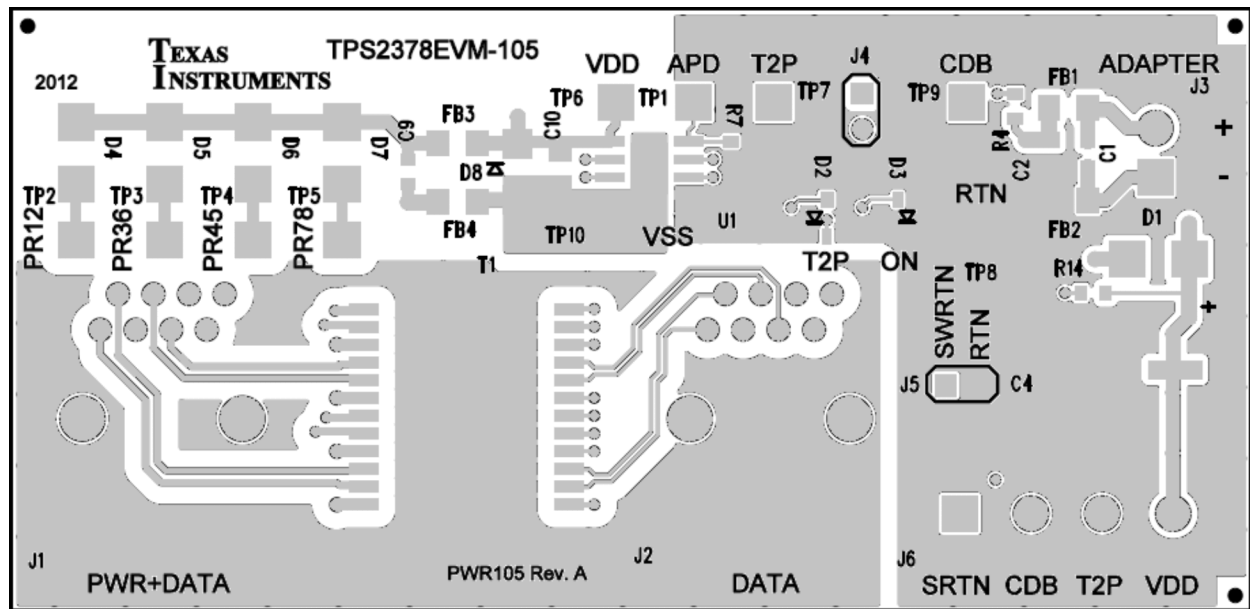 TEXAS INSTRUMENTS
TPS2378EVM-105
2012
VDD
APD
T2P
J4
CDB
FB1
ADAPTER
J3
TP6
TP1
TP7
TP9
R7
C9
FB3
C10
D4
D5
D6
D7
D8
R4
C2
C1
+
-
TP2
TP3
TP4
TP5
PR12
PR36
PR45
PR78
FB4
TP10
VSS
U1
D2
D3
RTN
FB2
D1
T1
T2P
ON
TP8
R14
+
SWRTN
RTN
J5
C4
J1
PWR+DATA
PWR105 Rev. A
J2
DATA
J6
SRTN
CDB
T2P
VDD